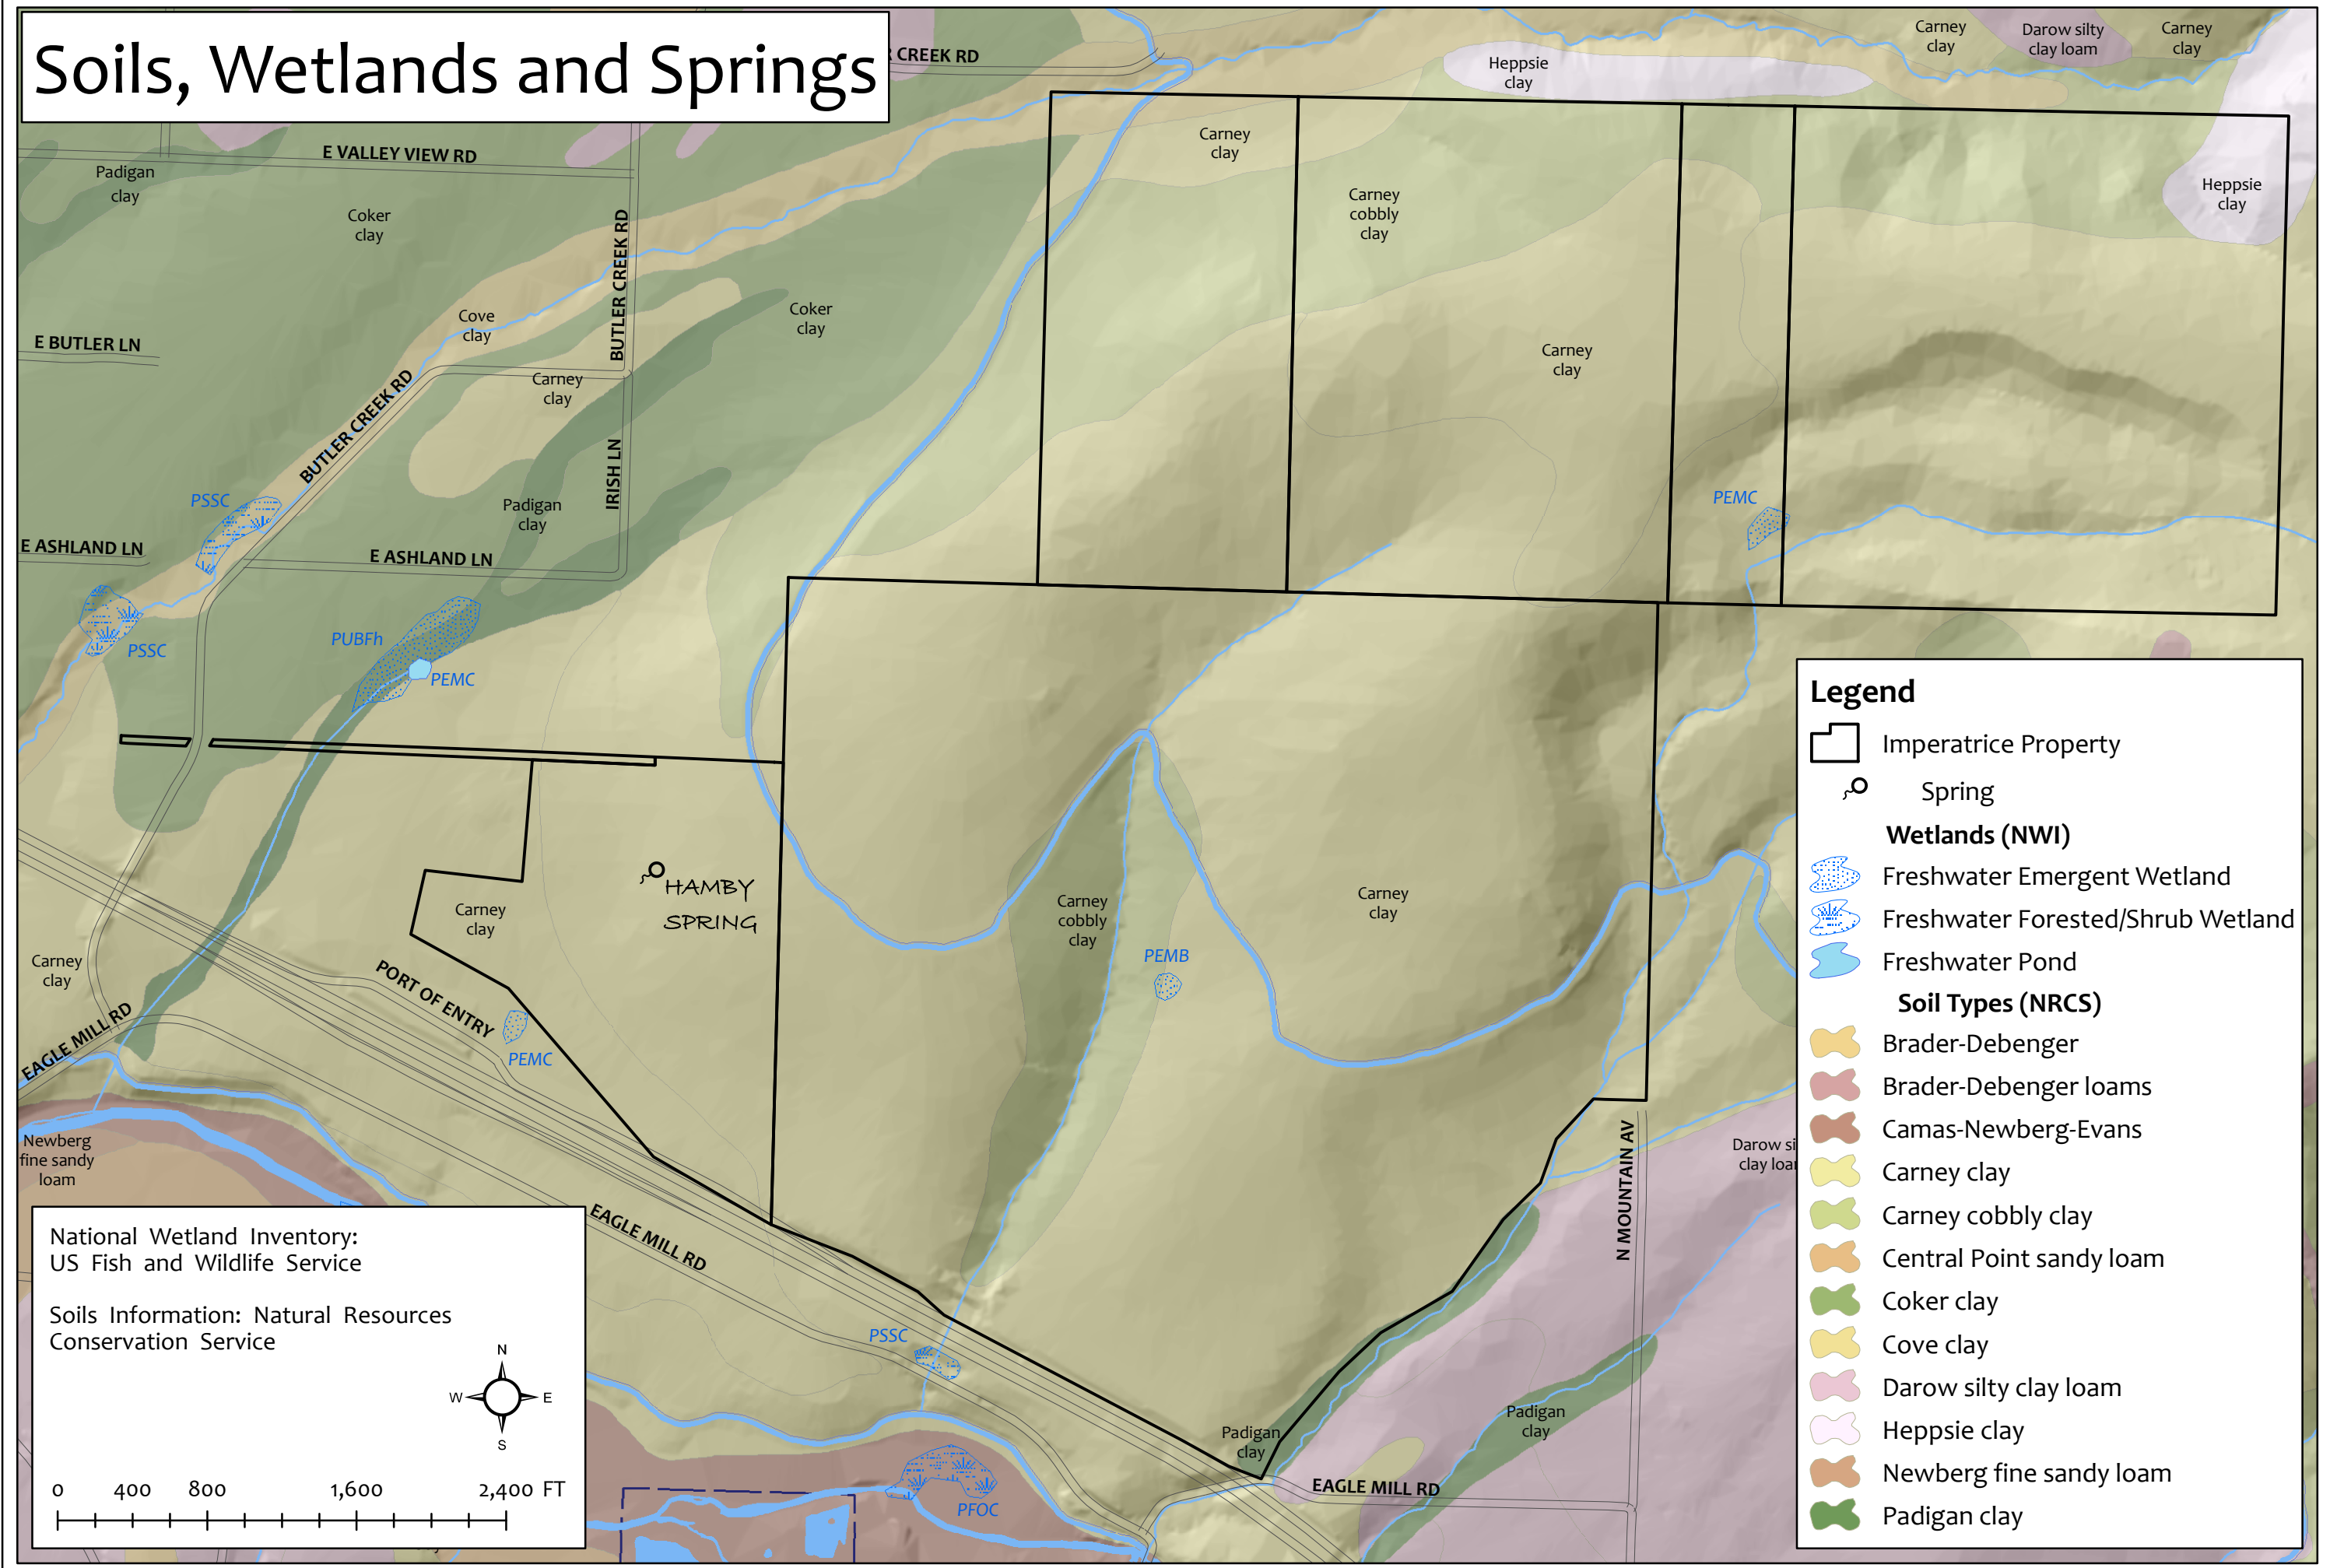 Soils, Wetlands and Springs
CREEK RD
Carney
clay
Darow silty
clay loam
Carney
clay
Heppsie
clay
E VALLEY VIEW RD
Padigan
clay
Coker
clay
BUTLER CREEK RD
Carney
clay
Carney
cobbly
clay
Heppsie
clay
Cove
clay
Coker
clay
E BUTLER LN
Carney
clay
Carney
clay
BUTLER CREEK RD
IRISH LN
PSSC
Padigan
clay
PEMC
E ASHLAND LN
E ASHLAND LN
PSSC
PUBFh
PEMC
HAMBY
SPRING
Carney
clay
Carney
cobbly
clay
Carney
clay
Carney
clay
PEMB
PORT OF ENTRY
EAGLE MILL RD
PEMC
Newberg
fine sandy
loam
N MOUNTAIN AV
Darow
clay
EAGLE MILL RD
PSSC
Padigan
clay
Padigan
clay
EAGLE MILL RD
PFOC
National Wetland Inventory:
US Fish and Wildlife Service
Soils Information: Natural Resources
Conservation Service
N
W E
S
0 400 800 1,600 2,400 FT
Legend
Imperatrice Property
Spring
Wetlands (NWI)
Freshwater Emergent Wetland
Freshwater Forested/Shrub Wetland
Freshwater Pond
Soil Types (NRCS)
Brader-Debenger
Brader-Debenger loams
Camas-Newberg-Evans
Carney clay
Carney cobbly clay
Central Point sandy loam
Coker clay
Cove clay
Darow silty clay loam
Heppsie clay
Newberg fine sandy loam
Padigan clay